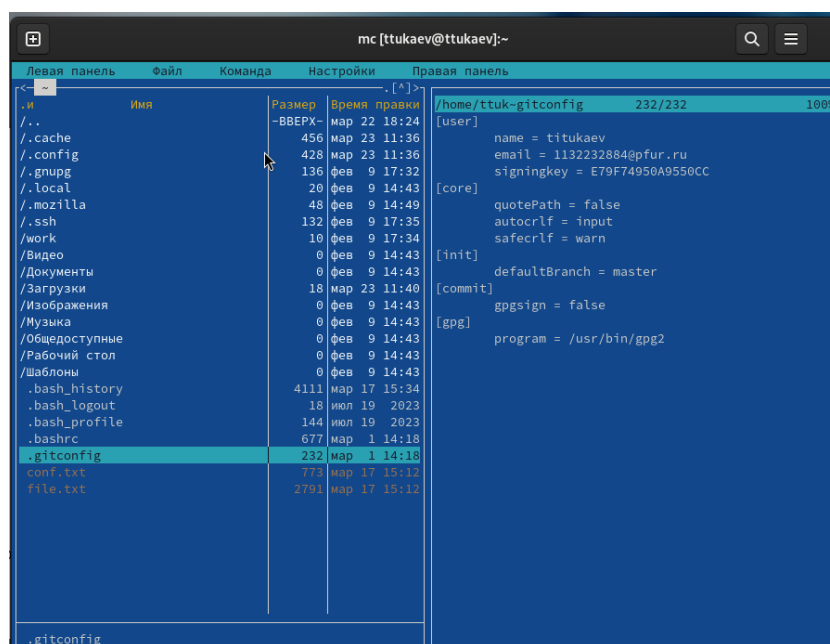 mc [ttukaev@ttukaev]:~
Левая панель Файл Команда Настройки Правая панель
<- ~ .[^]>
.и Имя Размер Время правки
/.. -ВВЕРХ- мар 22 18:24
/.cache 456 мар 23 11:36
/.config 428 мар 23 11:36
/.gnupg 136 фев 9 17:32
/.local 20 фев 9 14:43
/.mozilla 48 фев 9 14:49
/.ssh 132 фев 9 17:35
/work 10 фев 9 17:34
/Видео 0 фев 9 14:43
/Документы 0 фев 9 14:43
/Загрузки 18 мар 23 11:40
/Изображения 0 фев 9 14:43
/Музыка 0 фев 9 14:43
/Общедоступные 0 фев 9 14:43
/Рабочий стол 0 фев 9 14:43
/Шаблоны 0 фев 9 14:43
.bash_history 4111 мар 17 15:34
.bash_logout 18 июл 19 2023
.bash_profile 144 июл 19 2023
.bashrc 677 мар 1 14:18
.gitconfig 232 мар 1 14:18
conf.txt 773 мар 17 15:12
file.txt 2791 мар 17 15:12
.gitconfig
/home/ttuk~gitconfig 232/232 100%
[user]
name = titukaev
email = 1132232884@pfur.ru
signingkey = E79F74950A9550CC
[core]
quotePath = false
autocrlf = input
safecrlf = warn
[init]
defaultBranch = master
[commit]
gpgsign = false
[gpg]
program = /usr/bin/gpg2